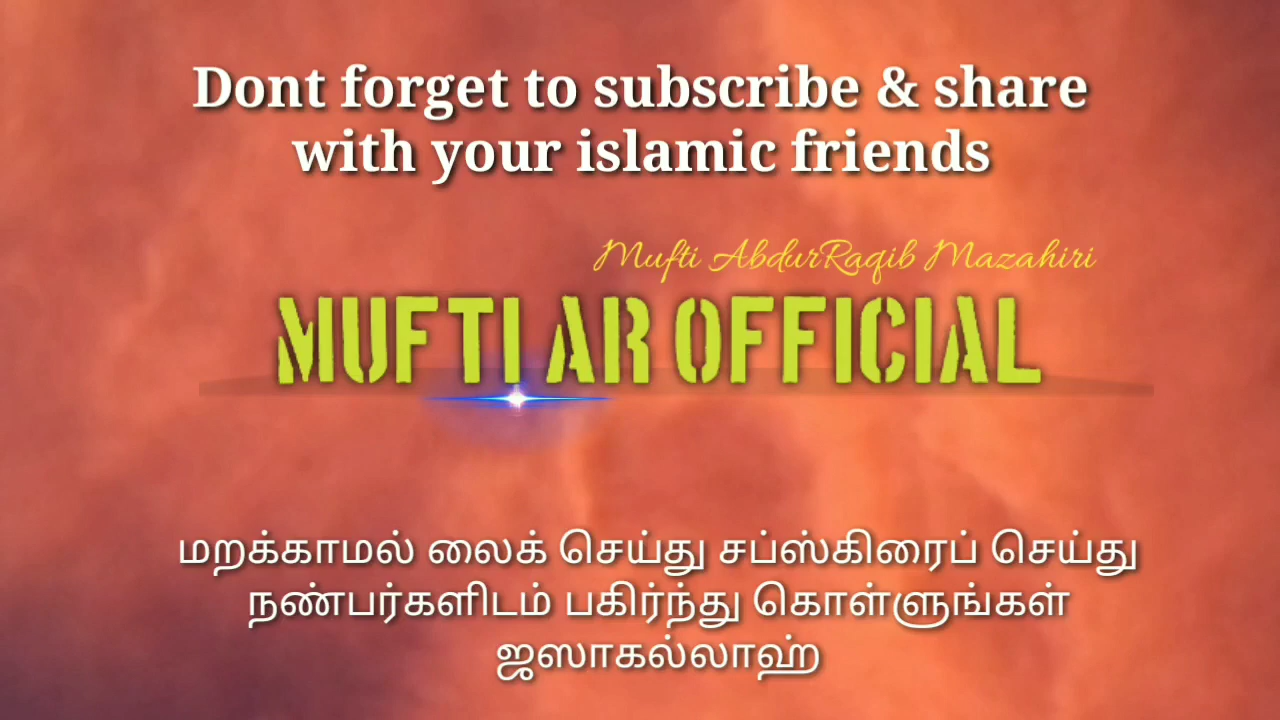 Dont forget to subscribe & share
with your islamic friends
Mufti AbdurRaqib Mazahiri
MUFTI AR OFFICIAL
மறக்காமல் லைக் செய்து சப்ஸ்கிரைப் செய்து
நண்பர்களிடம் பகிர்ந்து கொள்ளுங்கள்
ஜஸாகல்லாஹ்